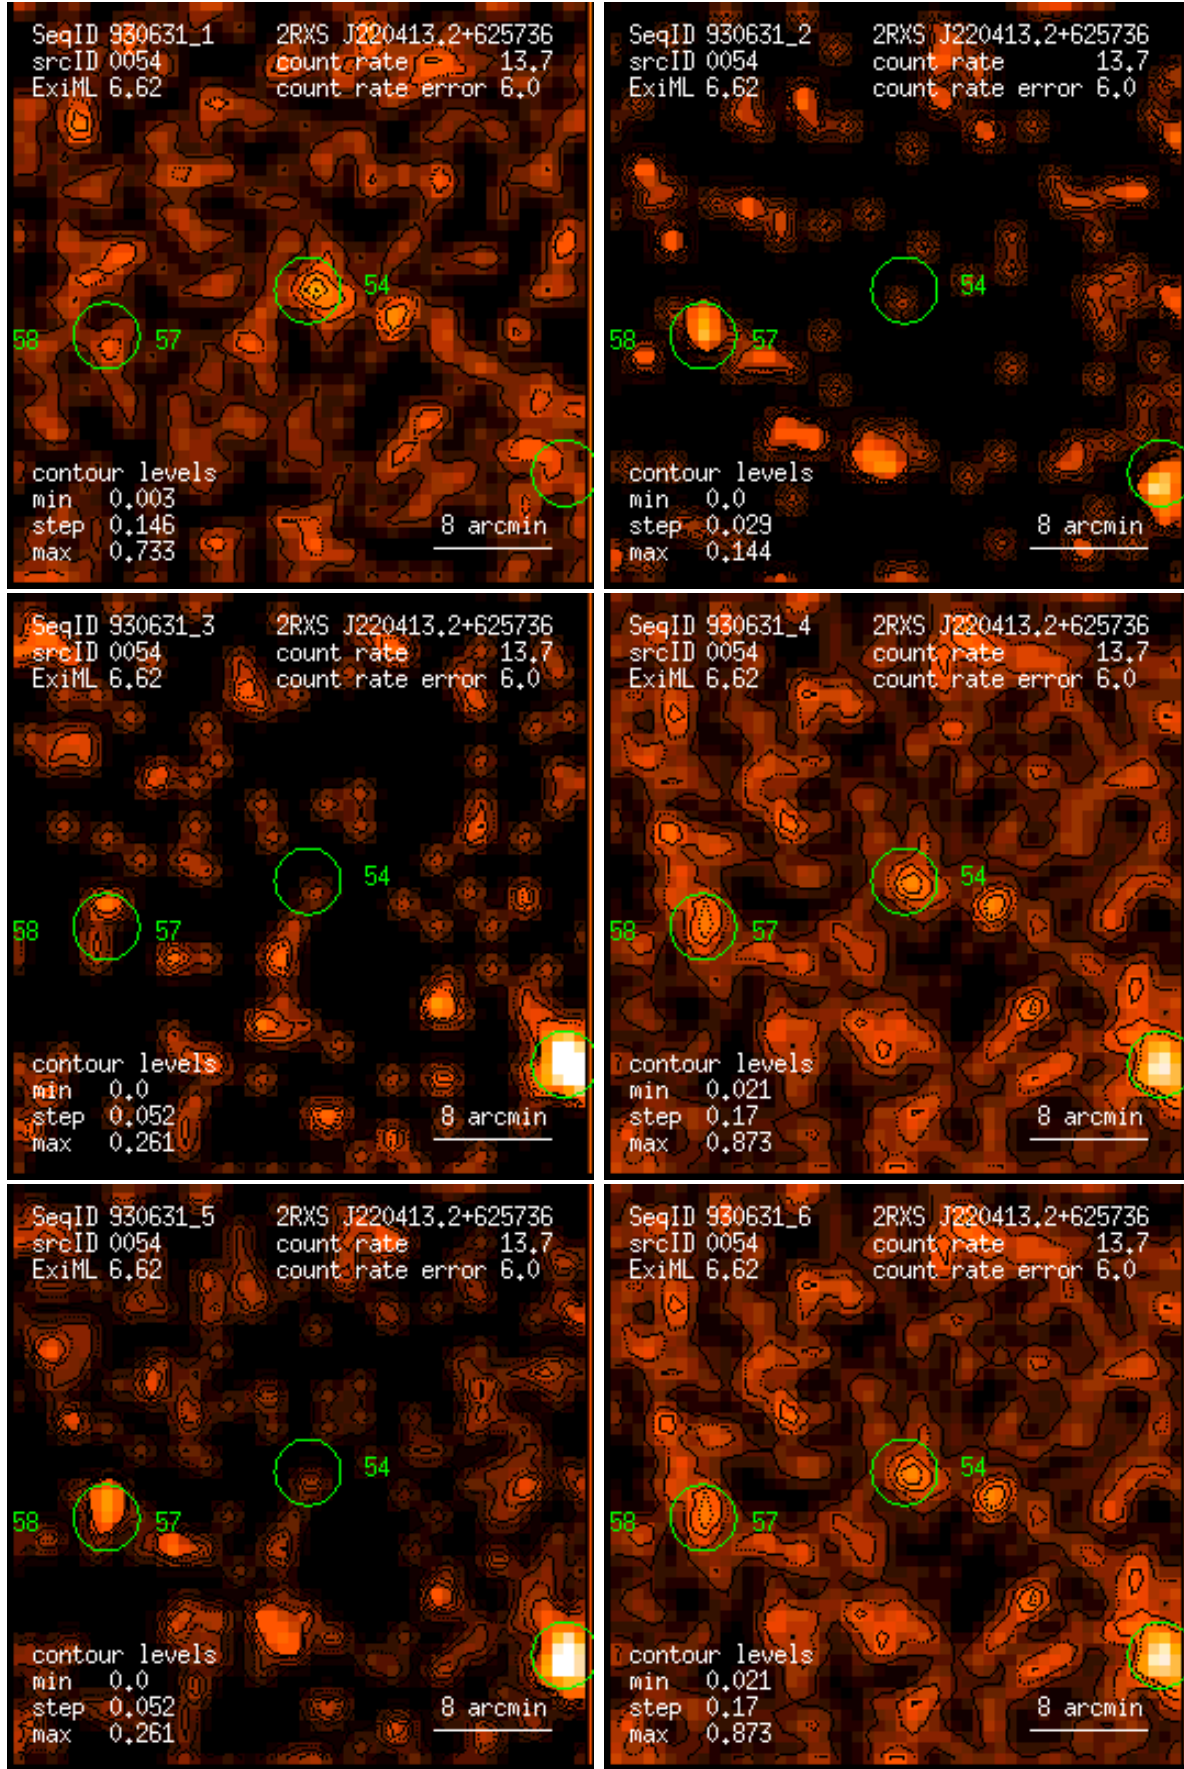 SeqID 930631_1 2RXS J220413.2+625736
srcID 0054 count rate 13.7
ExiML 6.62 count rate error 6.0
54
58 57
contour levels
min 0.003
step 0.146 8 arcmin
max 0.733
SeqID 930631_2 2RXS J220413.2+625736
srcID 0054 count rate 13.7
ExiML 6.62 count rate error 6.0
54
58 57
contour levels
min 0.0
step 0.029 8 arcmin
max 0.144
SeqID 930631_3 2RXS J220413.2+625736
srcID 0054 count rate 13.7
ExiML 6.62 count rate error 6.0
54
58 57
contour levels
min 0.0
step 0.052 8 arcmin
max 0.261
SeqID 930631_4 2RXS J220413.2+625736
srcID 0054 count rate 13.7
ExiML 6.62 count rate error 6.0
54
58 57
contour levels
min 0.021
step 0.17 8 arcmin
max 0.873
SeqID 930631_5 2RXS J220413.2+625736
srcID 0054 count rate 13.7
ExiML 6.62 count rate error 6.0
54
58 57
contour levels
min 0.0
step 0.052 8 arcmin
max 0.261
SeqID 930631_6 2RXS J220413.2+625736
srcID 0054 count rate 13.7
ExiML 6.62 count rate error 6.0
54
58 57
contour levels
min 0.021
step 0.17 8 arcmin
max 0.873